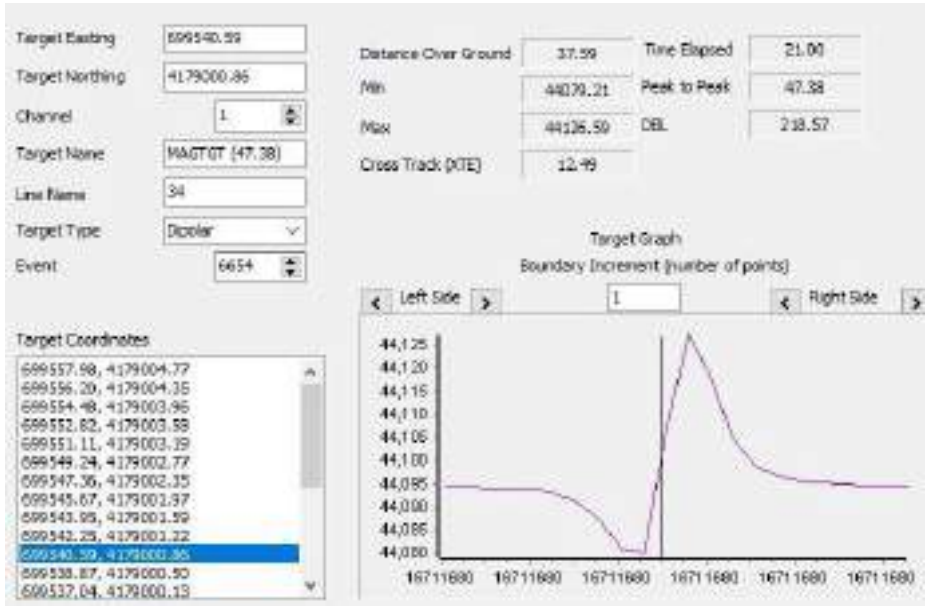 Target Easting 699540.59
Target Northing 4179000.86
Channel 1
Target Name MAGTGT (47.38)
Line Name 34
Target Type Dipolar
Event 6654
Distance Over Ground 37.59 Time Elapsed 21.00
Min 44079.21 Peak to Peak 47.38
Max 44126.59 DBL 218.57
Cross Track (XTE) 12.49
Target Coordinates
699557.98, 4179004.77
699556.20, 4179004.35
699554.48, 4179003.96
699552.82, 4179003.58
699551.11, 4179003.19
699549.24, 4179002.77
699547.36, 4179002.35
699545.67, 4179001.97
699543.95, 4179001.59
699542.25, 4179001.22
699540.59, 4179000.86
699538.87, 4179000.50
699537.04, 4179000.13
Target Graph
Boundary Increment (number of points)
< Left Side > 1 < Right Side >
44,125
44,120
44,115
44,110
44,105
44,100
44,095
44,090
44,085
44,080
16711680 16711680 16711680 16711680 16711680 16711680